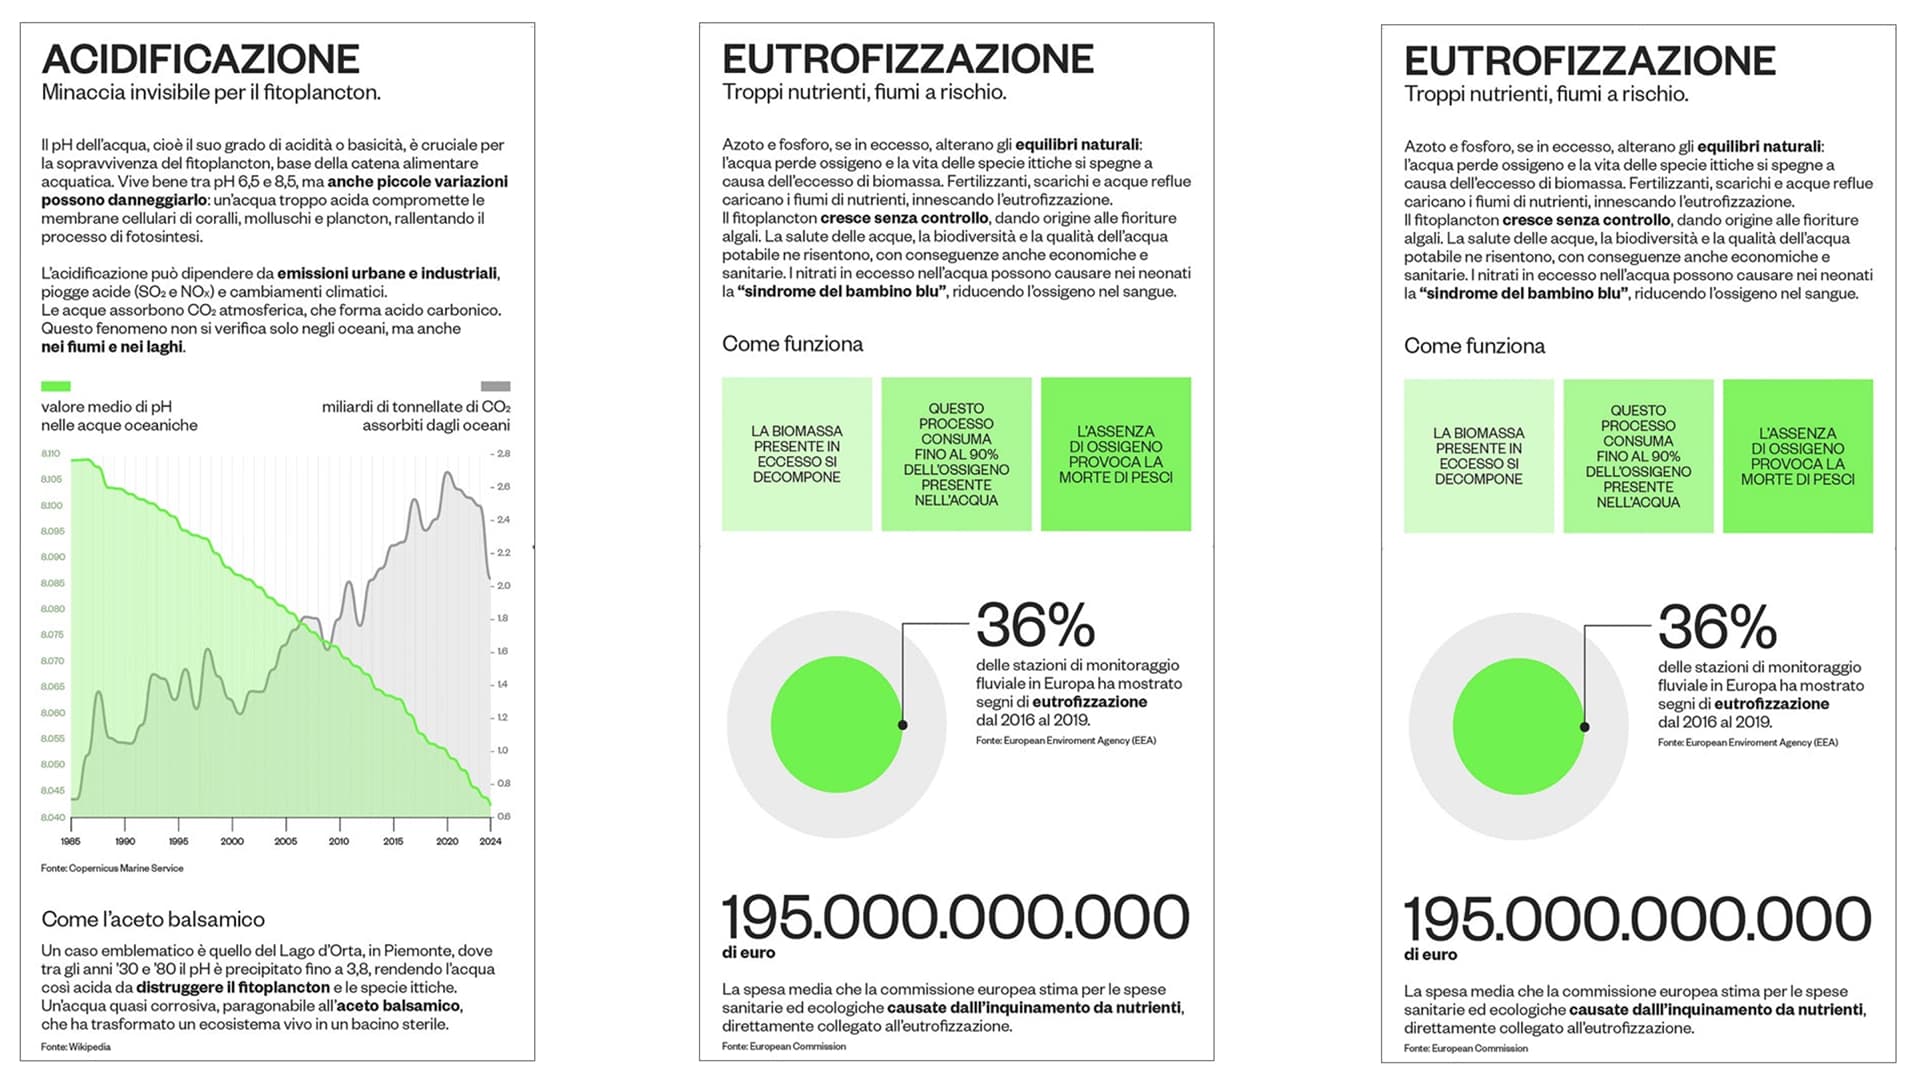 ACIDIFICAZIONE
Minaccia invisibile per il fitoplancton.
Il pH dell'acqua, cioè il suo grado di acidità o basicità, è cruciale per
la sopravvivenza del fitoplancton, base della catena alimentare
acquatica. Vive bene tra pH 6,5 e 8,5, ma anche piccole variazioni
possono danneggiarlo: un'acqua troppo acida compromette le
membrane cellulari di coralli, molluschi e plancton, rallentando il
processo di fotosintesi.
L'acidificazione può dipendere da emissioni urbane e industriali,
piogge acide (SO₂ e NOₓ) e cambiamenti climatici.
Le acque assorbono CO₂ atmosferica, che forma acido carbonico.
Questo fenomeno non si verifica solo negli oceani, ma anche
nei fiumi e nei laghi.
valore medio di pH
nelle acque oceaniche
miliardi di tonnellate di CO₂
assorbiti dagli oceani
8.110
8.105
8.100
8.095
8.090
8.085
8.080
8.075
8.070
8.065
8.060
8.055
8.050
8.045
8.040
2.8
2.6
2.4
2.2
2.0
1.8
1.6
1.4
1.2
1.0
0.8
0.6
1985 1990 1995 2000 2005 2010 2015 2020 2024
Fonte: Copernicus Marine Service
Come l'aceto balsamico
Un caso emblematico è quello del Lago d'Orta, in Piemonte, dove
tra gli anni '30 e '80 il pH è precipitato fino a 3,8, rendendo l'acqua
così acida da distruggere il fitoplancton e le specie ittiche.
Un'acqua quasi corrosiva, paragonabile all'aceto balsamico,
che ha trasformato un ecosistema vivo in un bacino sterile.
Fonte: Wikipedia
EUTROFIZZAZIONE
Troppi nutrienti, fiumi a rischio.
Azoto e fosforo, se in eccesso, alterano gli equilibri naturali:
l'acqua perde ossigeno e la vita delle specie ittiche si spegne a
causa dell'eccesso di biomassa. Fertilizzanti, scarichi e acque reflue
caricano i fiumi di nutrienti, innescando l'eutrofizzazione.
Il fitoplancton cresce senza controllo, dando origine alle fioriture
algali. La salute delle acque, la biodiversità e la qualità dell'acqua
potabile ne risentono, con conseguenze anche economiche e
sanitarie. I nitrati in eccesso nell'acqua possono causare nei neonati
la "sindrome del bambino blu", riducendo l'ossigeno nel sangue.
Come funziona
LA BIOMASSA
PRESENTE IN
ECCESSO SI
DECOMPONE
QUESTO
PROCESSO
CONSUMA
FINO AL 90%
DELL'OSSIGENO
PRESENTE
NELL'ACQUA
L'ASSENZA
DI OSSIGENO
PROVOCA LA
MORTE DI PESCI
36%
delle stazioni di monitoraggio
fluviale in Europa ha mostrato
segni di eutrofizzazione
dal 2016 al 2019.
Fonte: European Enviroment Agency (EEA)
195.000.000.000
di euro
La spesa media che la commissione europea stima per le spese
sanitarie ed ecologiche causate dalll'inquinamento da nutrienti,
direttamente collegato all'eutrofizzazione.
Fonte: European Commission
EUTROFIZZAZIONE
Troppi nutrienti, fiumi a rischio.
Azoto e fosforo, se in eccesso, alterano gli equilibri naturali:
l'acqua perde ossigeno e la vita delle specie ittiche si spegne a
causa dell'eccesso di biomassa. Fertilizzanti, scarichi e acque reflue
caricano i fiumi di nutrienti, innescando l'eutrofizzazione.
Il fitoplancton cresce senza controllo, dando origine alle fioriture
algali. La salute delle acque, la biodiversità e la qualità dell'acqua
potabile ne risentono, con conseguenze anche economiche e
sanitarie. I nitrati in eccesso nell'acqua possono causare nei neonati
la "sindrome del bambino blu", riducendo l'ossigeno nel sangue.
Come funziona
LA BIOMASSA
PRESENTE IN
ECCESSO SI
DECOMPONE
QUESTO
PROCESSO
CONSUMA
FINO AL 90%
DELL'OSSIGENO
PRESENTE
NELL'ACQUA
L'ASSENZA
DI OSSIGENO
PROVOCA LA
MORTE DI PESCI
36%
delle stazioni di monitoraggio
fluviale in Europa ha mostrato
segni di eutrofizzazione
dal 2016 al 2019.
Fonte: European Enviroment Agency (EEA)
195.000.000.000
di euro
La spesa media che la commissione europea stima per le spese
sanitarie ed ecologiche causate dalll'inquinamento da nutrienti,
direttamente collegato all'eutrofizzazione.
Fonte: European Commission